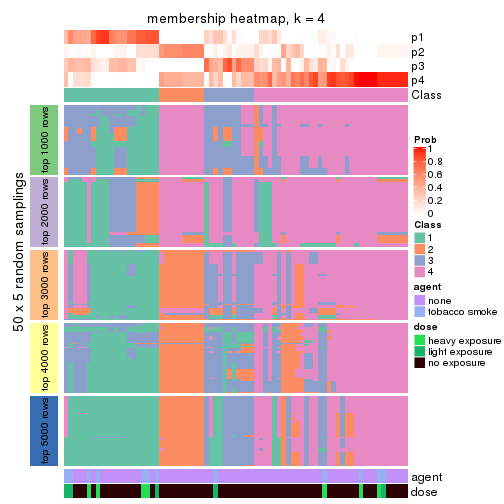 membership heatmap, k = 4
p1
p2
p3
p4
Class
50 x 5 random samplings
top 1000 rows
top 2000 rows
top 3000 rows
top 4000 rows
top 5000 rows
agent
dose
Prob
1
0.8
0.6
0.4
0.2
0
Class
1
2
3
4
agent
none
tobacco smoke
dose
heavy exposure
light exposure
no exposure